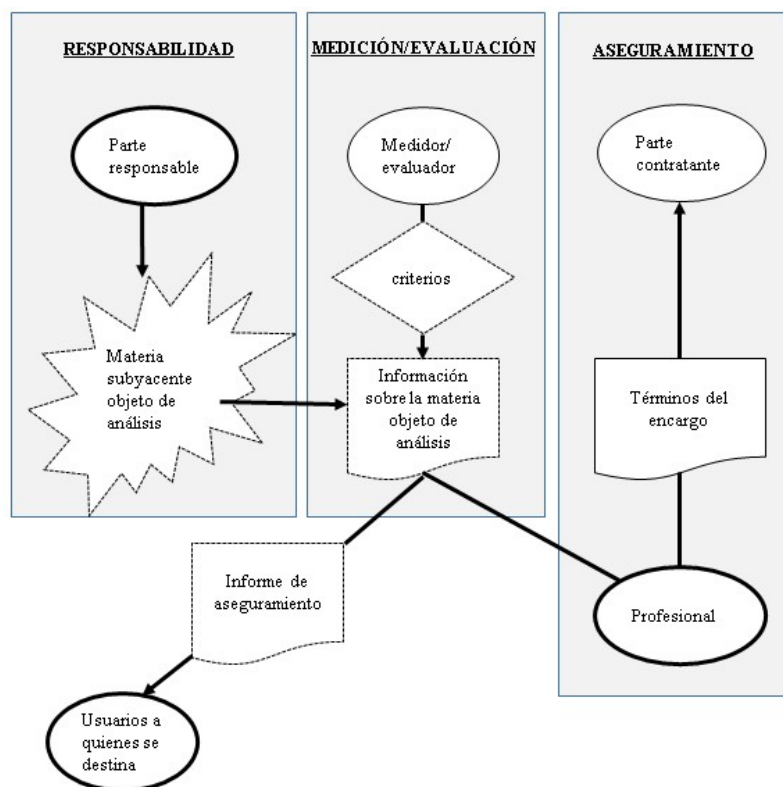 RESPONSABILIDAD
Parte
responsable
Materia
subyacente
objeto de
análisis
MEDICIÓN/EVALUACIÓN
Medidor/
evaluador
criterios
Información
sobre la materia
objeto de
análisis
ASEGURAMIENTO
Parte
contratante
Términos del
encargo
Profesional
Informe de
aseguramiento
Usuarios a
quienes se
destina